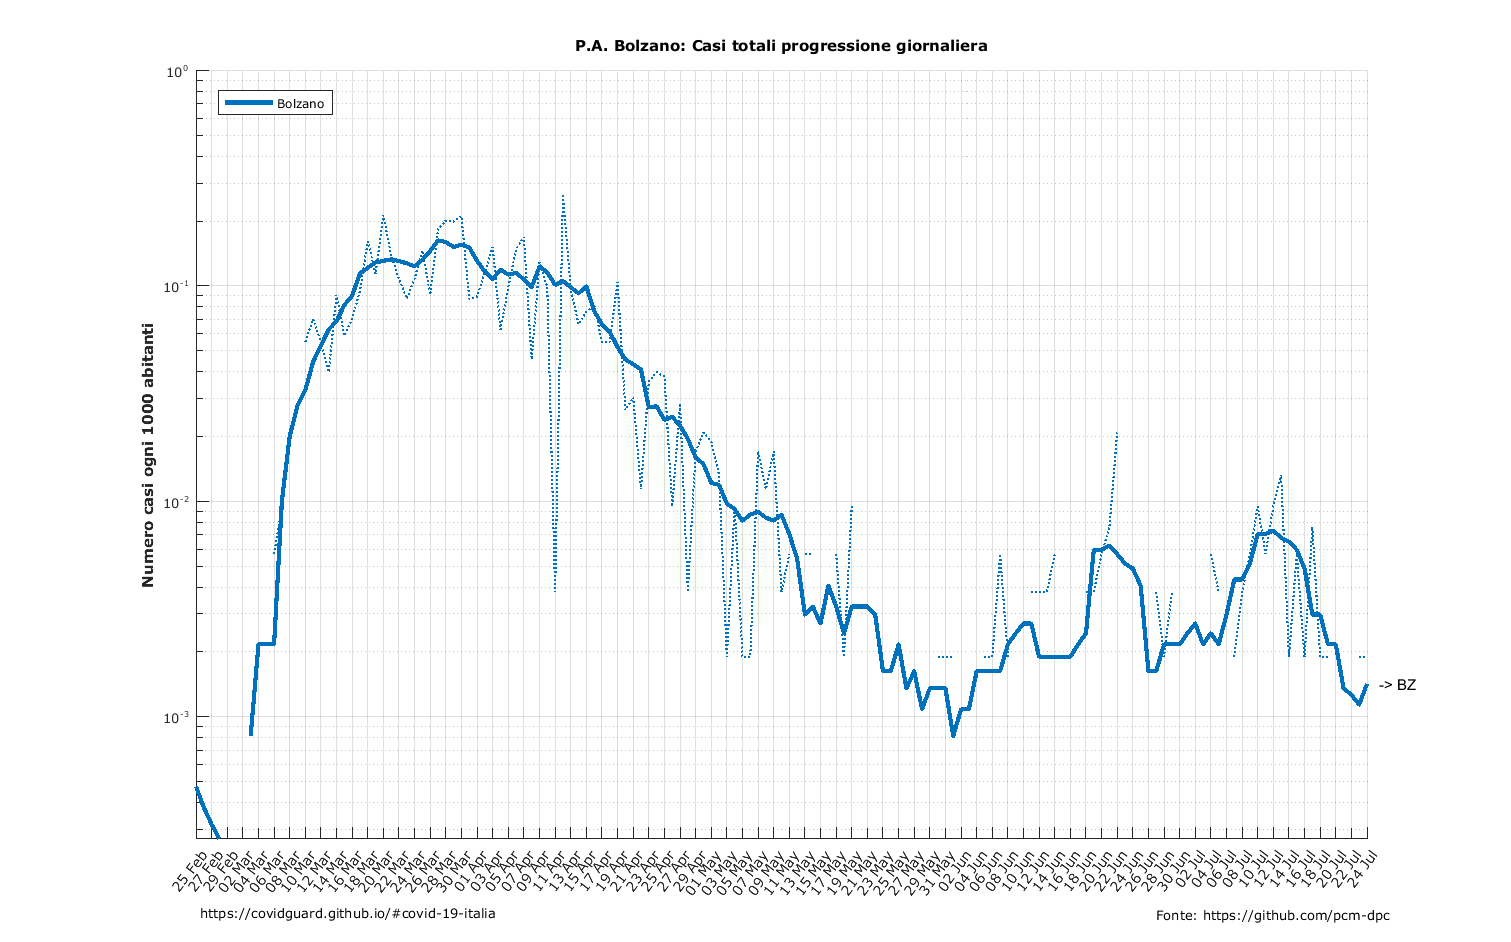 P.A. Bolzano: Casi totali progressione giornaliera
Bolzano
Numero casi ogni 1000 abitanti
10^0
10^-1
10^-2
10^-3
-> BZ
25 Feb
27 Feb
29 Feb
02 Mar
04 Mar
06 Mar
08 Mar
10 Mar
12 Mar
14 Mar
16 Mar
18 Mar
20 Mar
22 Mar
24 Mar
26 Mar
28 Mar
30 Mar
01 Apr
03 Apr
05 Apr
07 Apr
09 Apr
11 Apr
13 Apr
15 Apr
17 Apr
19 Apr
21 Apr
23 Apr
25 Apr
27 Apr
29 Apr
01 May
03 May
05 May
07 May
09 May
11 May
13 May
15 May
17 May
19 May
21 May
23 May
25 May
27 May
29 May
31 May
02 Jun
04 Jun
06 Jun
08 Jun
10 Jun
12 Jun
14 Jun
16 Jun
18 Jun
20 Jun
22 Jun
24 Jun
26 Jun
28 Jun
30 Jun
02 Jul
04 Jul
06 Jul
08 Jul
10 Jul
12 Jul
14 Jul
16 Jul
18 Jul
20 Jul
22 Jul
24 Jul
https://covidguard.github.io/#covid-19-italia
Fonte: https://github.com/pcm-dpc